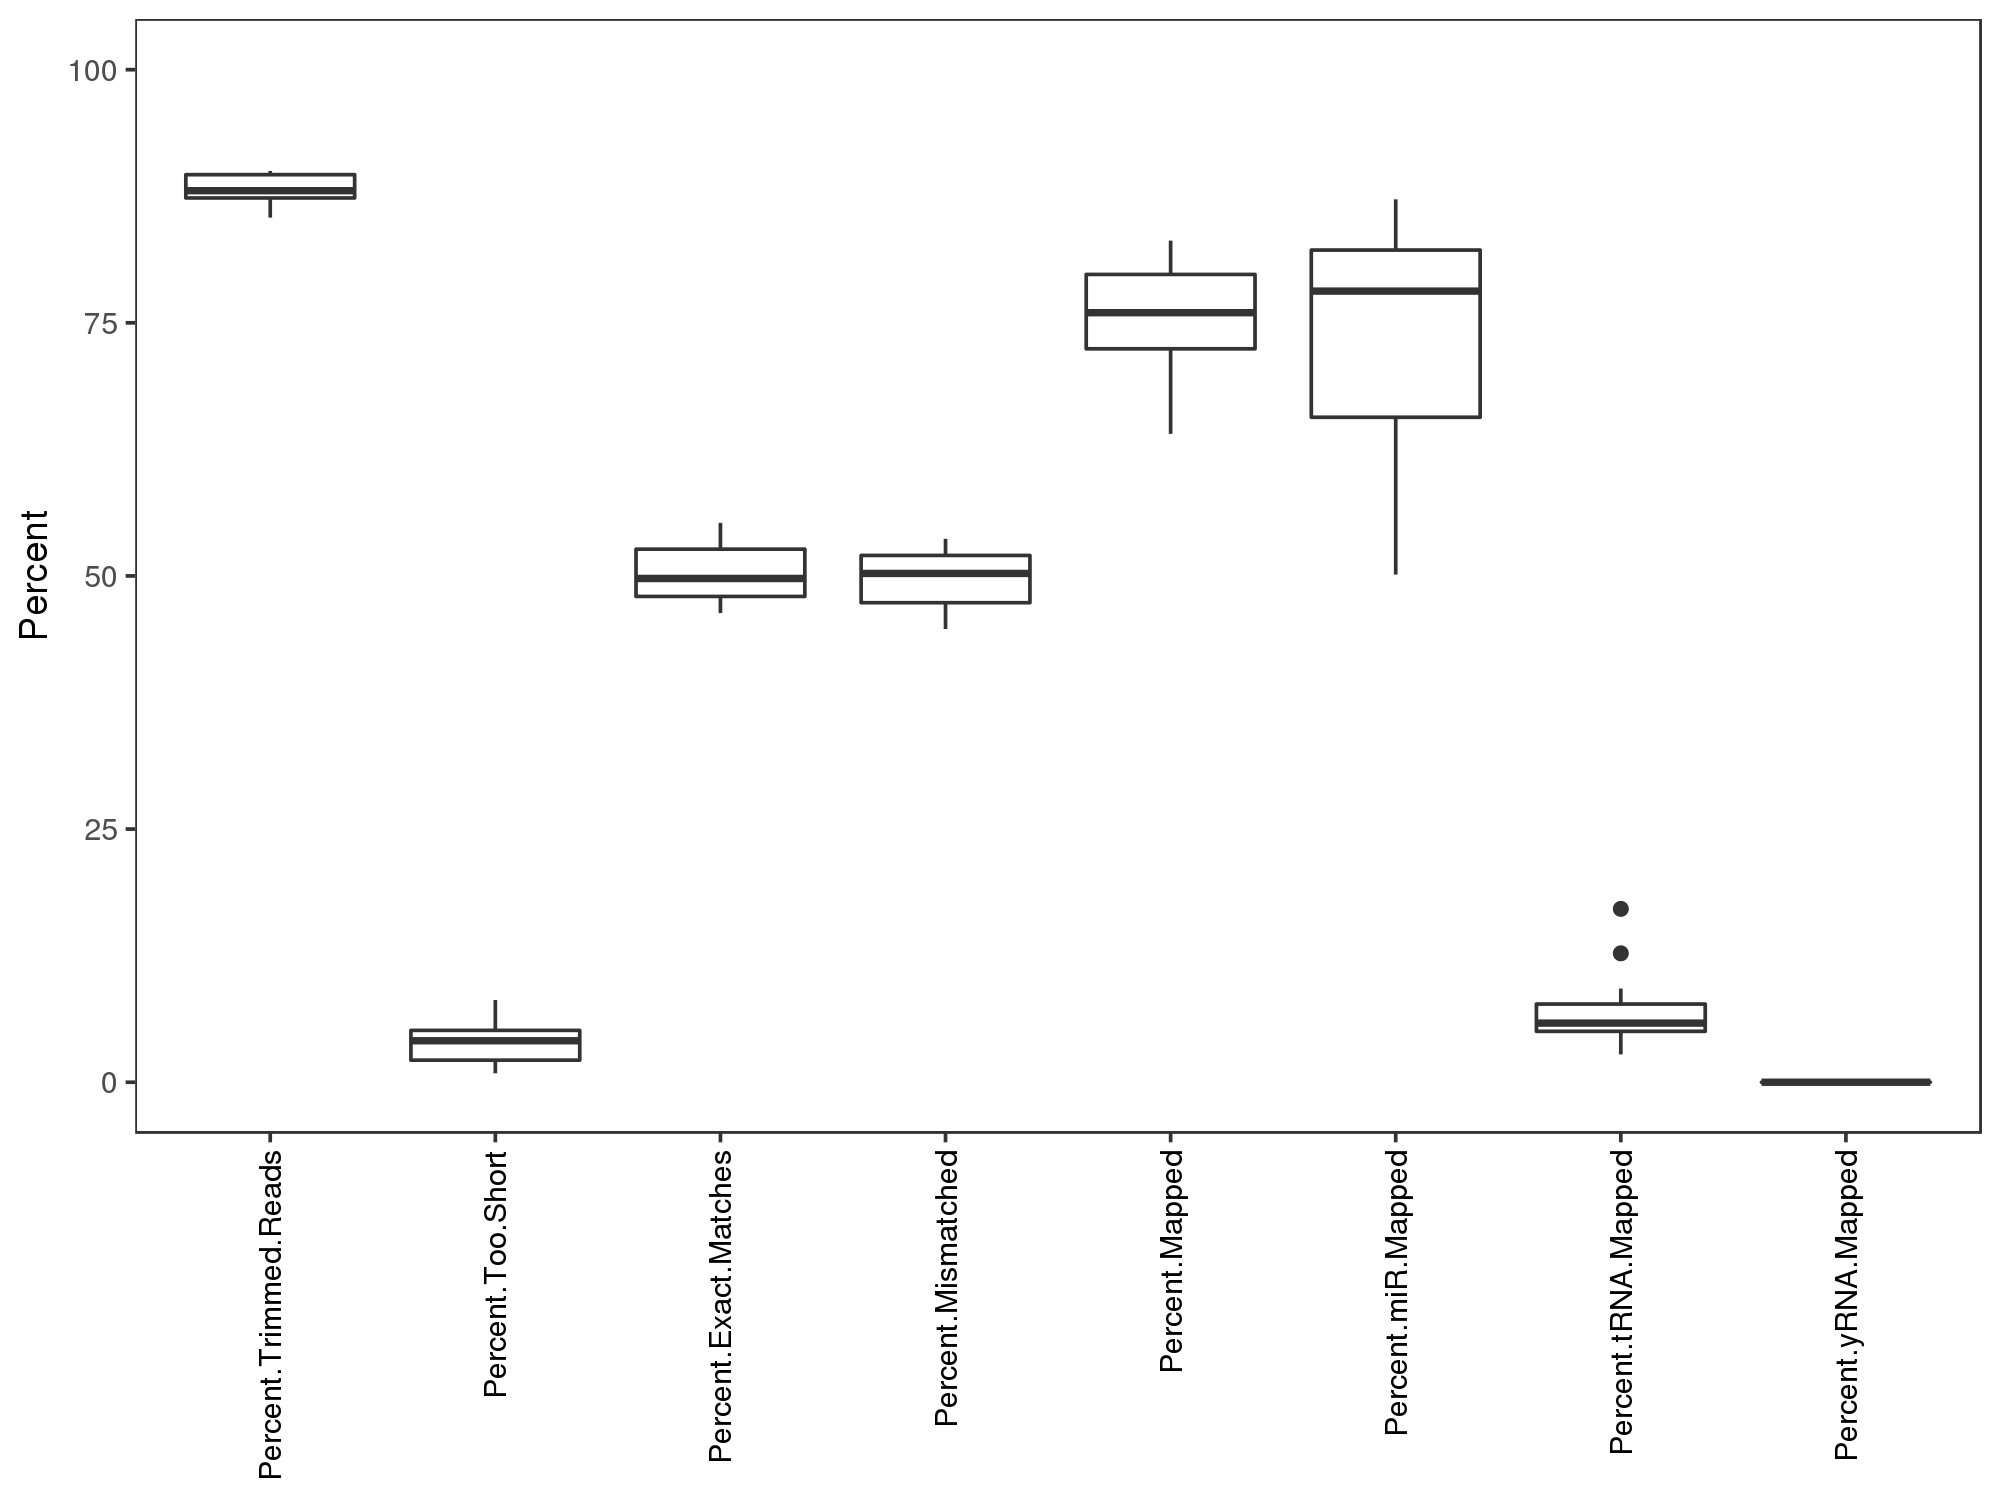 Percent
100
75
50
25
0
Percent.Trimmed.Reads
Percent.Too.Short
Percent.Exact.Matches
Percent.Mismatched
Percent.Mapped
Percent.miR.Mapped
Percent.tRNA.Mapped
Percent.yRNA.Mapped